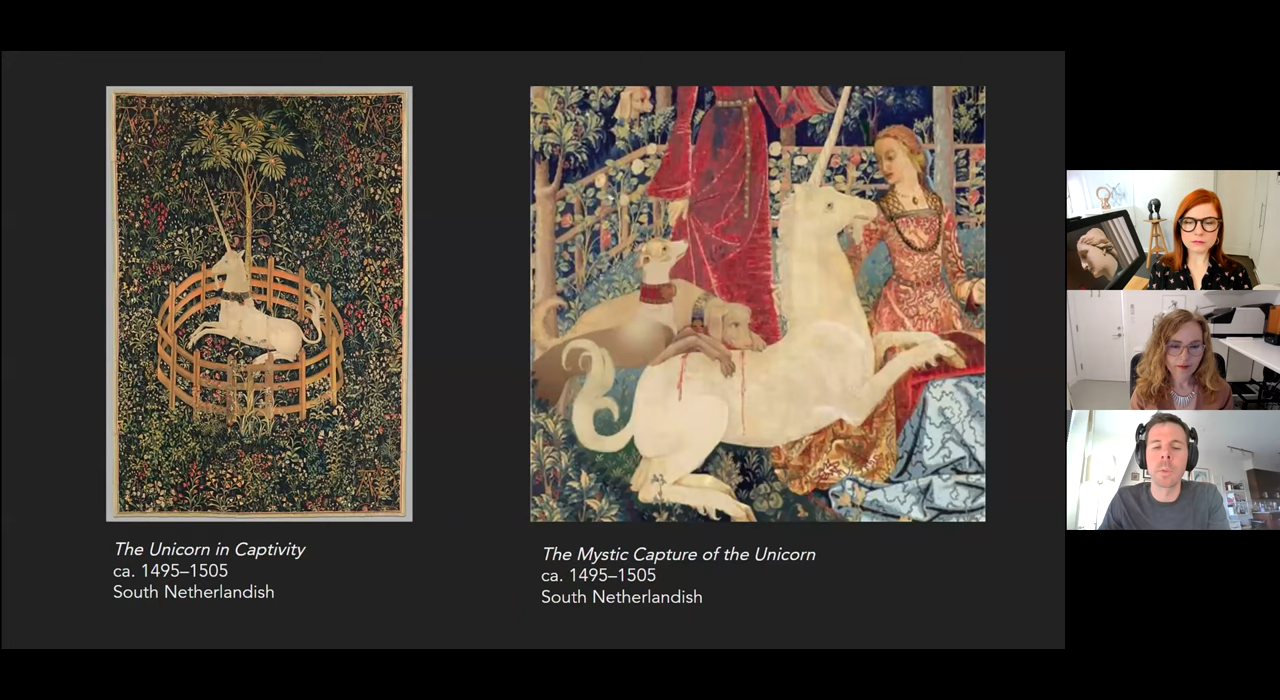 The Unicorn in Captivity
ca. 1495–1505
South Netherlandish
The Mystic Capture of the Unicorn
ca. 1495–1505
South Netherlandish